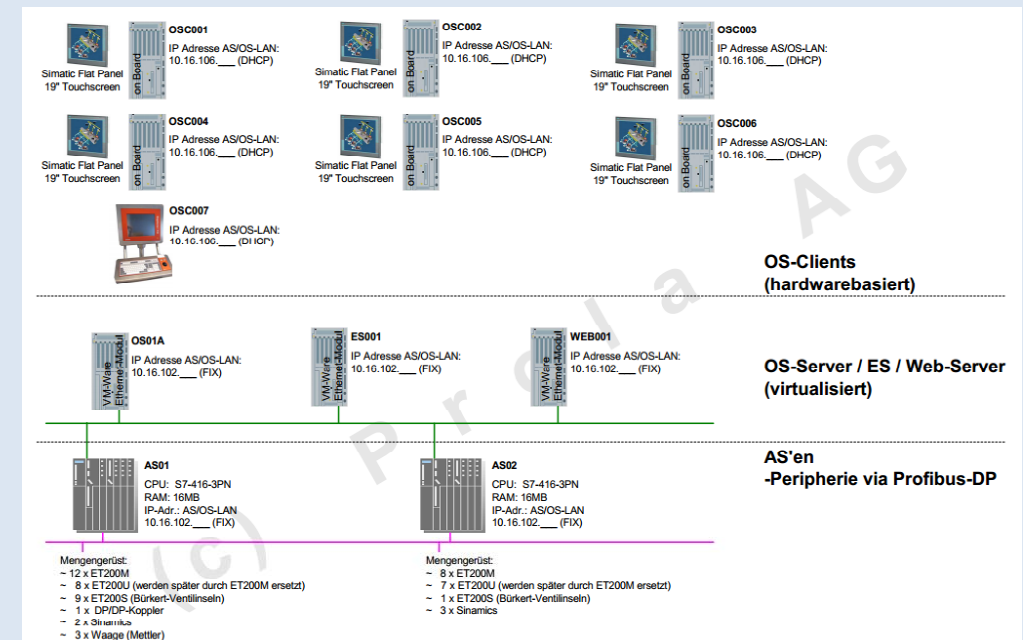 OSC001
IP Adresse AS/OS-LAN:
10.16.106.___ (DHCP)
on Board
Simatic Flat Panel
19" Touchscreen
OSC002
IP Adresse AS/OS-LAN:
10.16.106.___ (DHCP)
on Board
Simatic Flat Panel
19" Touchscreen
OSC003
IP Adresse AS/OS-LAN:
10.16.106.___ (DHCP)
on Board
Simatic Flat Panel
19" Touchscreen
OSC004
IP Adresse AS/OS-LAN:
10.16.106.___ (DHCP)
on Board
Simatic Flat Panel
19" Touchscreen
OSC005
IP Adresse AS/OS-LAN:
10.16.106.___ (DHCP)
on Board
Simatic Flat Panel
19" Touchscreen
OSC006
IP Adresse AS/OS-LAN:
10.16.106.___ (DHCP)
on Board
Simatic Flat Panel
19" Touchscreen
OSC007
IP Adresse AS/OS-LAN:
10.16.106.___ (DHCP)
OS-Clients
(hardwarebasiert)
OS01A
IP Adresse AS/OS-LAN:
10.16.102.___ (FIX)
VM-Ware
Ethernet-Modul
ES001
IP Adresse AS/OS-LAN:
10.16.102.___ (FIX)
VM-Ware
Ethernet-Modul
WEB001
IP Adresse AS/OS-LAN:
10.16.102.___ (FIX)
VM-Ware
Ethernet-Modul
OS-Server / ES / Web-Server
(virtualisiert)
AS'en
-Peripherie via Profibus-DP
AS01
CPU: S7-416-3PN
RAM: 16MB
IP-Adr.: AS/OS-LAN
10.16.102.___ (FIX)
AS02
CPU: S7-416-3PN
RAM: 16MB
IP-Adr.: AS/OS-LAN
10.16.102.___ (FIX)
Mengengerüst:
~ 12 x ET200M
~ 8 x ET200U (werden später durch ET200M ersetzt)
~ 9 x ET200S (Bürkert-Ventilinseln)
~ 1 x DP/DP-Koppler
~ 2 x Sinamics
~ 3 x Waage (Mettler)
Mengengerüst:
~ 8 x ET200M
~ 7 x ET200U (werden später durch ET200M ersetzt)
~ 1 x ET200S (Bürkert-Ventilinseln)
~ 3 x Sinamics
(c) Procla AG